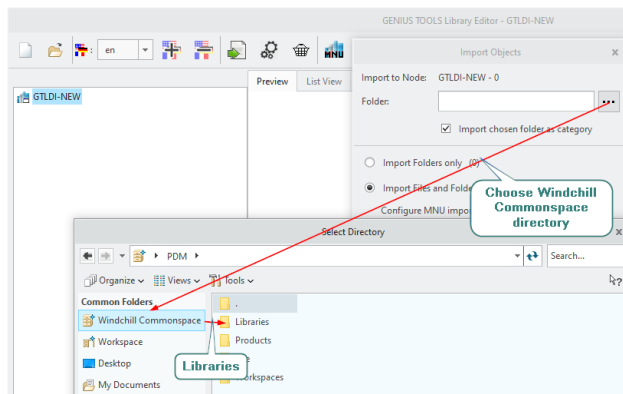 GENIUS TOOLS Library Editor - GTLDI-NEW
en
MNU
Import Objects
GTLDI-NEW
Preview
List View
Import to Node: GTLDI-NEW - 0
Folder:
...
Import chosen folder as category
Import Folders only (0)
Import Files and
Configure MNU
Choose Windchill
Commonspace
directory
Select Directory
PDM
Search...
Organize
Views
Tools
Common Folders
.
Windchill Commonspace
Libraries
Workspace
Products
Desktop
Libraries
My Documents